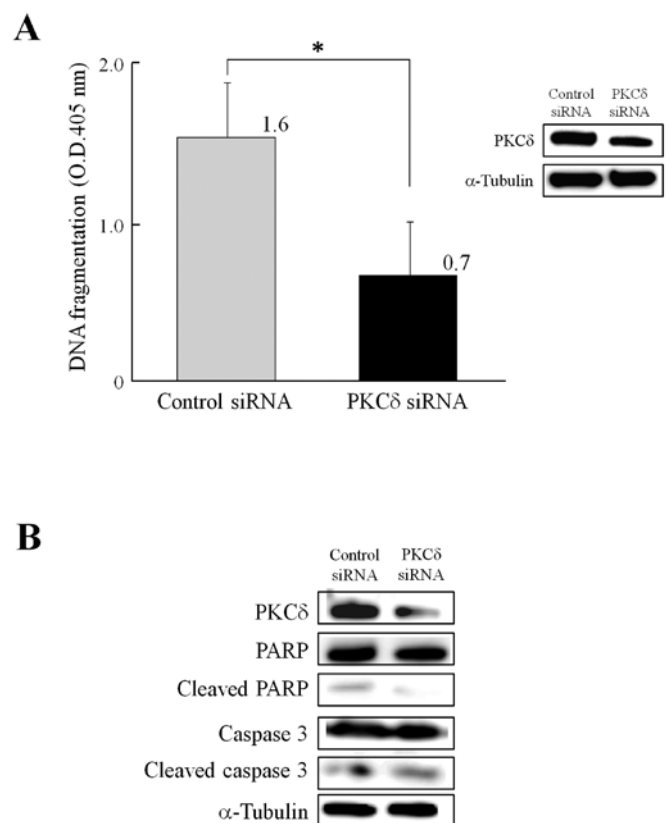 A
*
2.0
1.6
1.0
0.7
0
DNA fragmentation (O.D.405 nm)
Control siRNA
PKCδ siRNA
Control
siRNA
PKCδ
siRNA
PKCδ
α-Tubulin
B
Control
siRNA
PKCδ
siRNA
PKCδ
PARP
Cleaved PARP
Caspase 3
Cleaved caspase 3
α-Tubulin